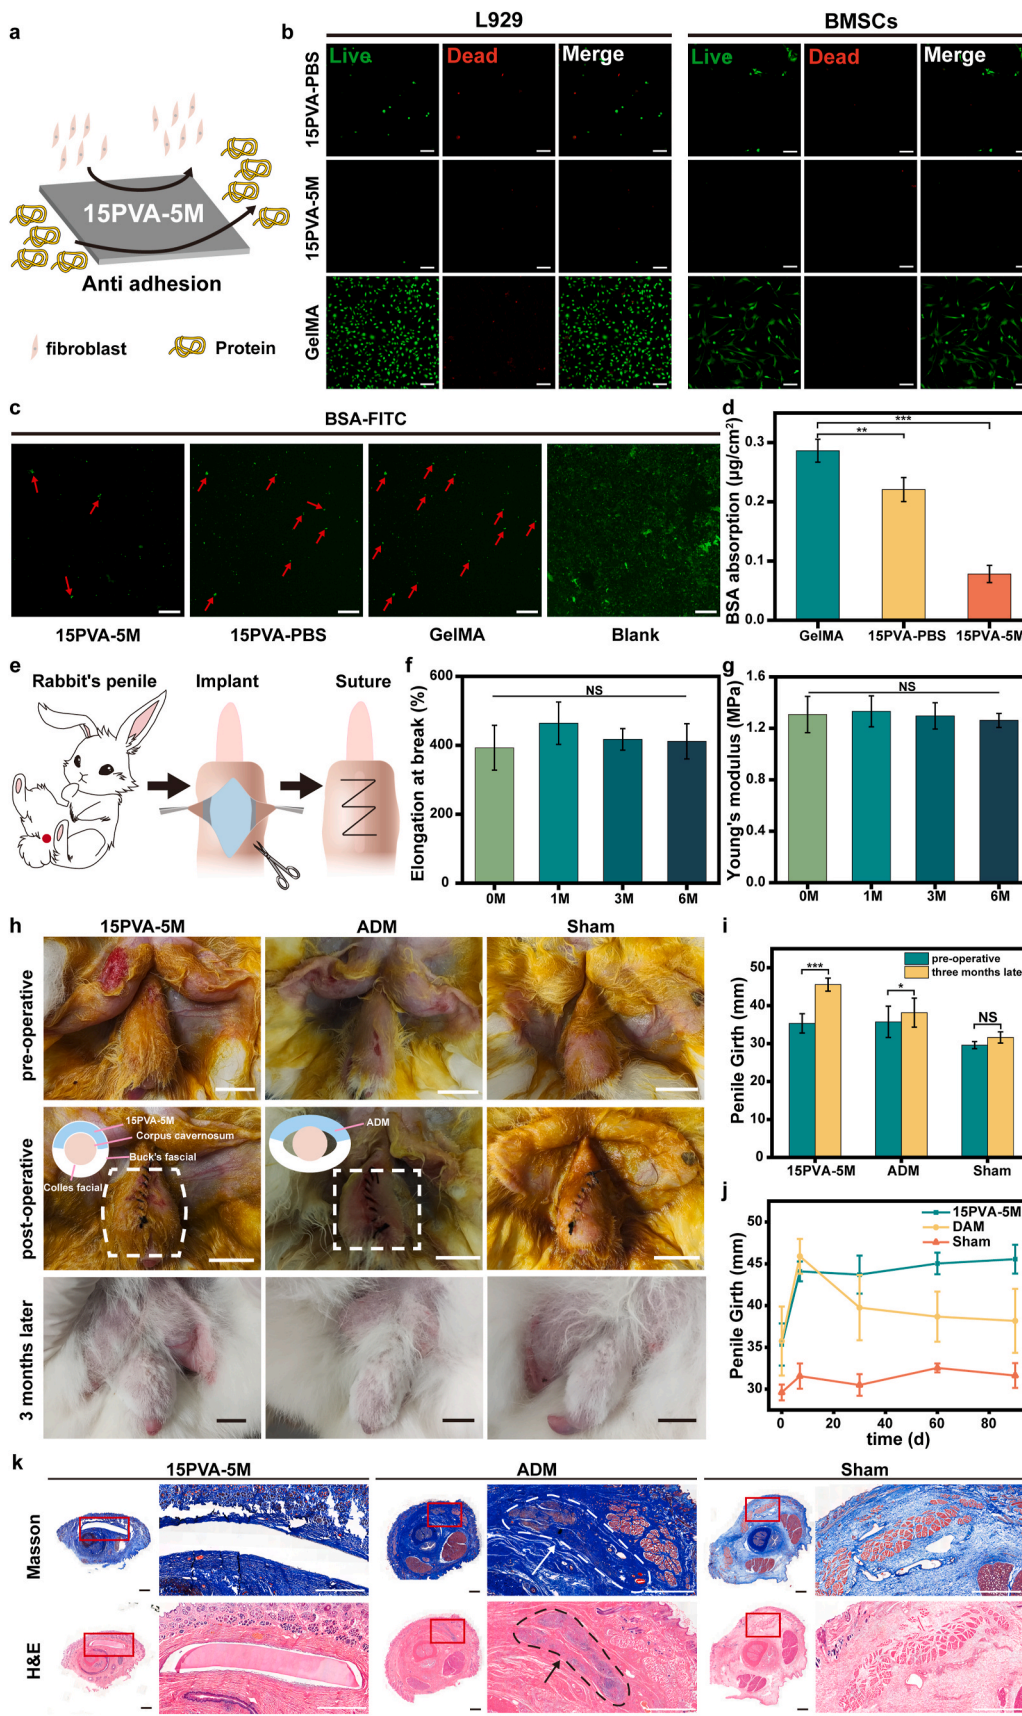 a
15PVA-5M
Anti adhesion
fibroblast
Protein
b
L929
BMSCs
Live
Dead
Merge
Live
Dead
Merge
15PVA-PBS
15PVA-5M
GelMA
c
BSA-FITC
15PVA-5M
15PVA-PBS
GelMA
Blank
d
BSA absorption (μg/cm²)
0.3
0.2
0.1
0.0
***
**
GelMA
15PVA-PBS
15PVA-5M
e
Rabbit's penile
Implant
Suture
f
Elongation at break (%)
600
400
200
0
NS
0M
1M
3M
6M
g
Young's modulus (MPa)
1.6
1.2
0.8
0.4
0.0
NS
0M
1M
3M
6M
h
15PVA-5M
ADM
Sham
pre-operative
post-operative
15PVA-5M
Corpus cavernosum
Buck's fascial
Colles facial
ADM
3 months later
i
Penile Girth (mm)
50
40
30
20
10
0
pre-operative
three months later
***
*
NS
15PVA-5M
ADM
Sham
j
Penile Girth (mm)
50
45
40
35
30
15PVA-5M
DAM
Sham
0
20
40
60
80
time (d)
k
15PVA-5M
ADM
Sham
Masson
H&E